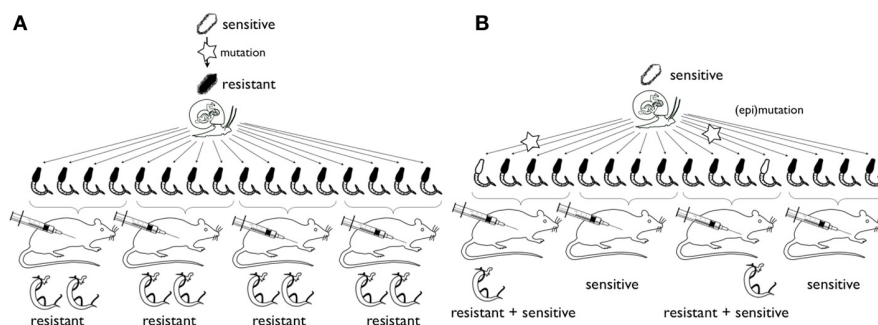 A
sensitive
mutation
resistant
resistant
resistant
resistant
resistant
B
sensitive
(epi)mutation
sensitive
sensitive
resistant + sensitive
resistant + sensitive